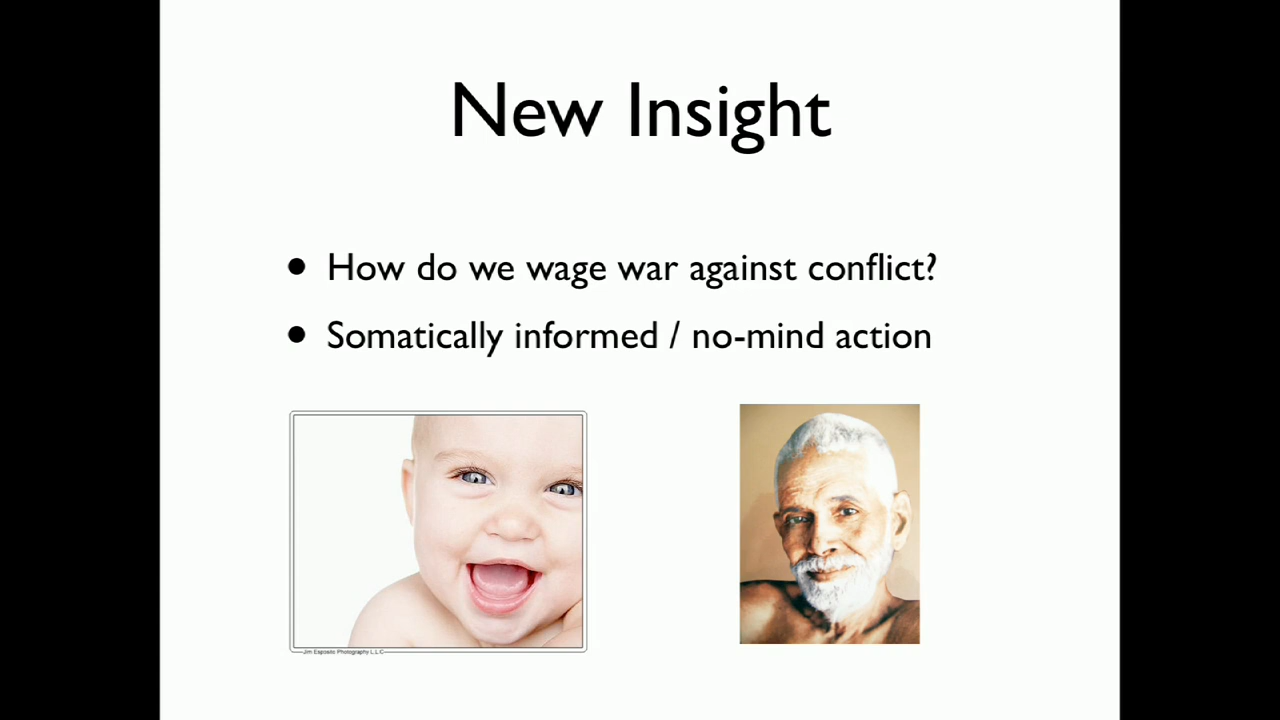 New Insight
• How do we wage war against conflict?
• Somatically informed / no-mind action
Jim Esposito Photography L.L.C